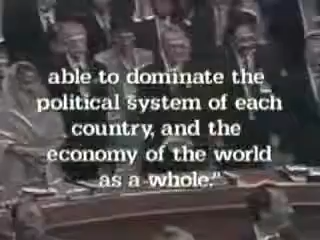 able to dominate the
political system of each
country, and the
economy of the world
as a whole."